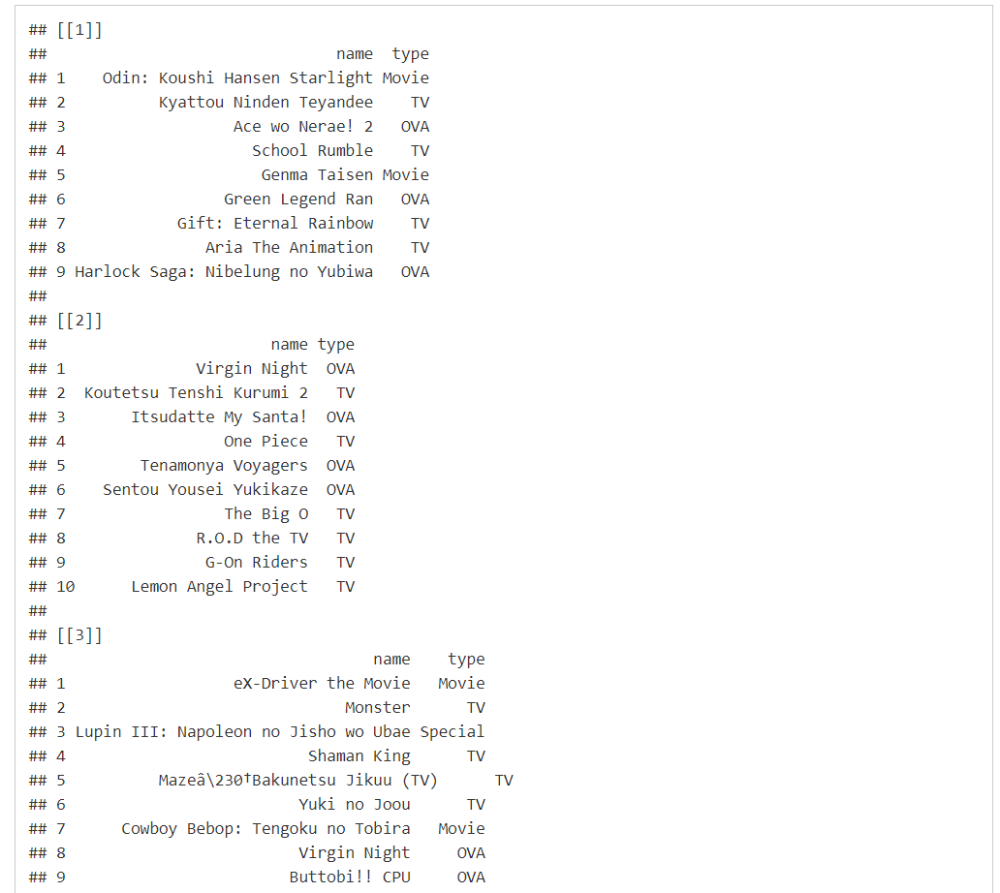 ## [[1]]
##                               name  type
## 1    Odin: Koushi Hansen Starlight Movie
## 2          Kyattou Ninden Teyandee    TV
## 3                  Ace wo Nerae! 2   OVA
## 4                    School Rumble    TV
## 5                     Genma Taisen Movie
## 6                 Green Legend Ran   OVA
## 7            Gift: Eternal Rainbow    TV
## 8               Aria The Animation    TV
## 9 Harlock Saga: Nibelung no Yubiwa   OVA
##
## [[2]]
##                        name type
## 1              Virgin Night  OVA
## 2  Koutetsu Tenshi Kurumi 2   TV
## 3       Itsudatte My Santa!  OVA
## 4                 One Piece   TV
## 5        Tenamonya Voyagers  OVA
## 6    Sentou Yousei Yukikaze  OVA
## 7                 The Big O   TV
## 8              R.O.D the TV   TV
## 9               G-On Riders   TV
## 10      Lemon Angel Project   TV
##
## [[3]]
##                                   name    type
## 1                  eX-Driver the Movie   Movie
## 2                              Monster      TV
## 3 Lupin III: Napoleon no Jisho wo Ubae Special
## 4                          Shaman King      TV
## 5          Mazeâ\230†Bakunetsu Jikuu (TV)      TV
## 6                         Yuki no Joou      TV
## 7      Cowboy Bebop: Tengoku no Tobira   Movie
## 8                         Virgin Night     OVA
## 9                        Buttobi!! CPU     OVA